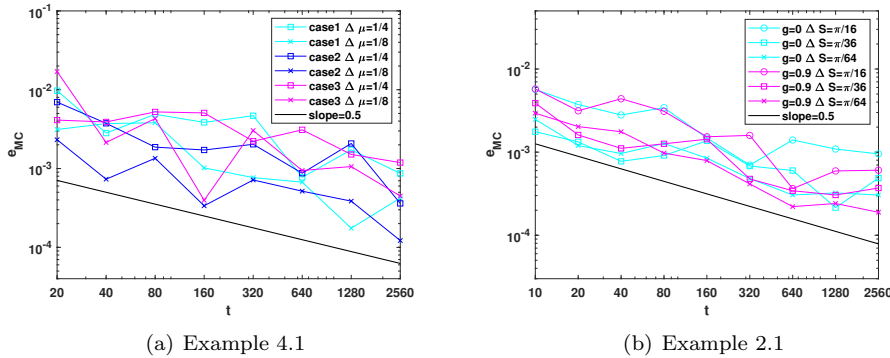 10^-1
10^-2
10^-3
10^-4
e_MC
20 40 80 160 320 640 1280 2560
t
case1 Δ μ=1/4
case1 Δ μ=1/8
case2 Δ μ=1/4
case2 Δ μ=1/8
case3 Δ μ=1/4
case3 Δ μ=1/8
slope=0.5
(a) Example 4.1
10^-2
10^-3
10^-4
e_MC
10 20 40 80 160 320 640 1280 2560
t
g=0 Δ S=π/16
g=0 Δ S=π/36
g=0 Δ S=π/64
g=0.9 Δ S=π/16
g=0.9 Δ S=π/36
g=0.9 Δ S=π/64
slope=0.5
(b) Example 2.1